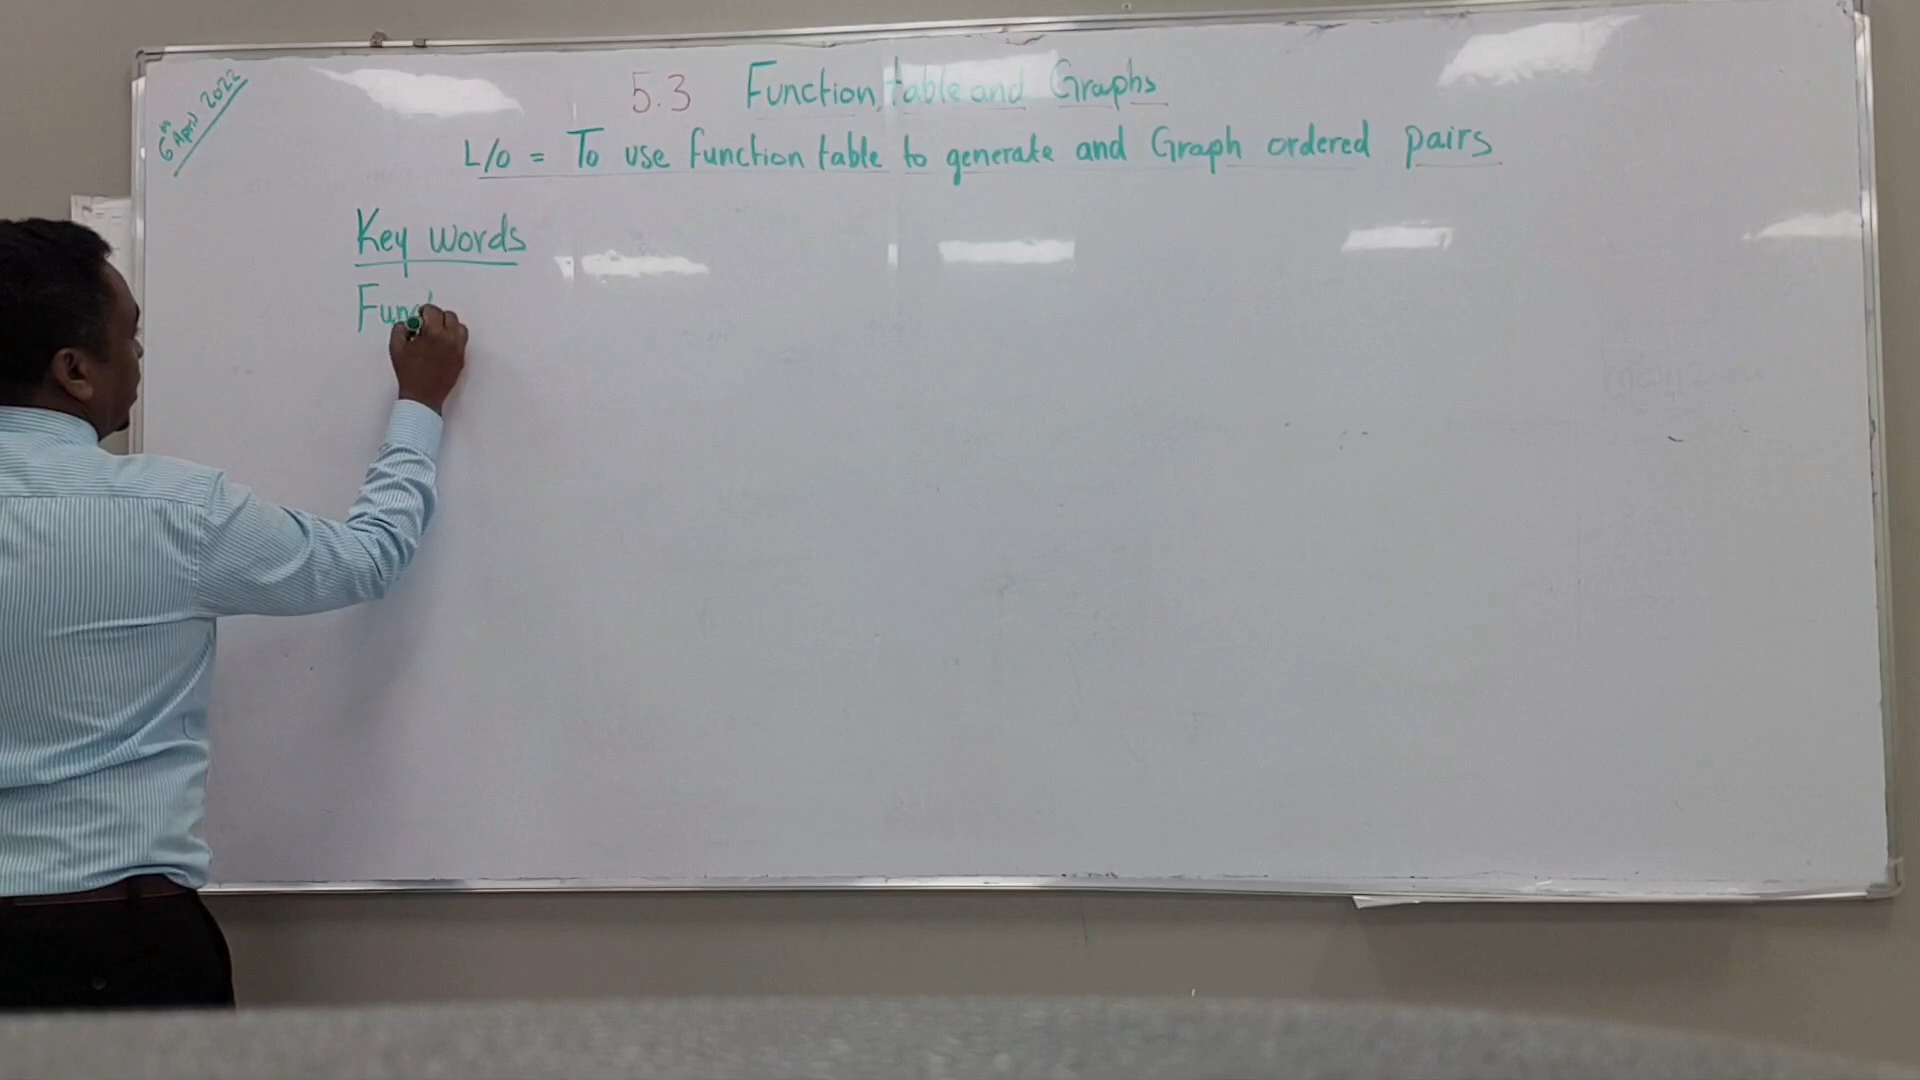 6th April 2022
5.3 Function, table and Graphs
L/o = To use function table to generate and Graph ordered pairs
Key words
Func